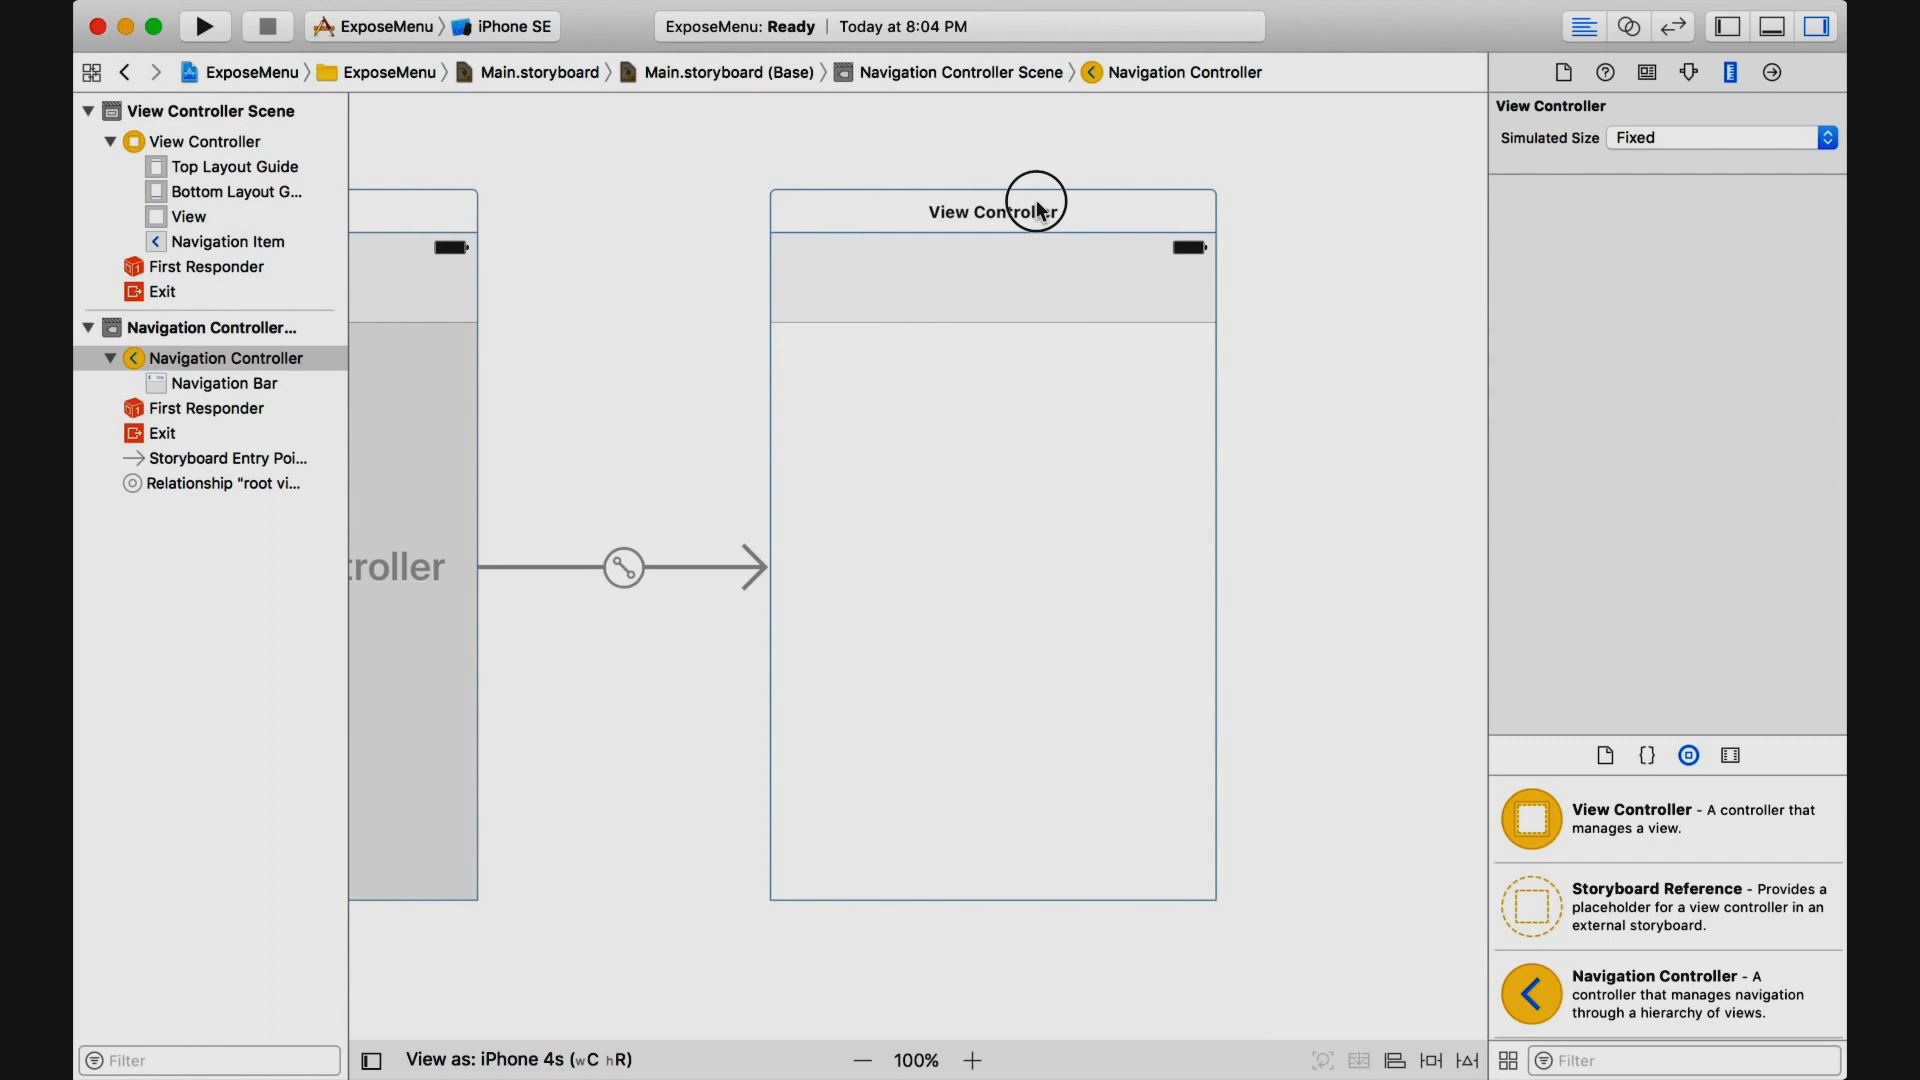 ExposeMenu
iPhone SE
ExposeMenu: Ready | Today at 8:04 PM
ExposeMenu
ExposeMenu
Main.storyboard
Main.storyboard (Base)
Navigation Controller Scene
Navigation Controller
View Controller Scene
View Controller
Top Layout Guide
Bottom Layout G...
View
Navigation Item
First Responder
Exit
Navigation Controller...
Navigation Controller
Navigation Bar
First Responder
Exit
Storyboard Entry Poi...
Relationship "root vi...
Filter
troller
View Controller
View as: iPhone 4s (wC hR)
100%
View Controller
Simulated Size
Fixed
View Controller - A controller that
manages a view.
Storyboard Reference - Provides a
placeholder for a view controller in an
external storyboard.
Navigation Controller - A
controller that manages navigation
through a hierarchy of views.
Filter